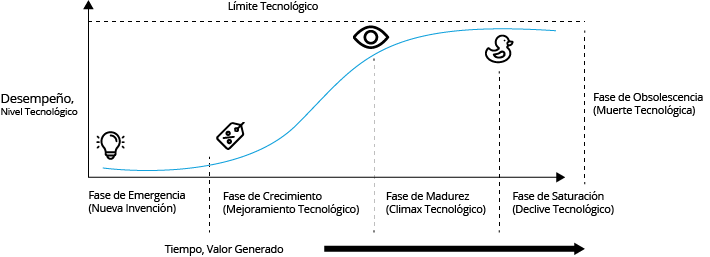 Límite Tecnológico
Desempeño,
Nivel Tecnológico
Fase de Obsolescencia
(Muerte Tecnológica)
Fase de Emergencia
(Nueva Invención)
Fase de Crecimiento
(Mejoramiento Tecnológico)
Fase de Madurez
(Climax Tecnológico)
Fase de Saturación
(Declive Tecnológico)
Tiempo, Valor Generado